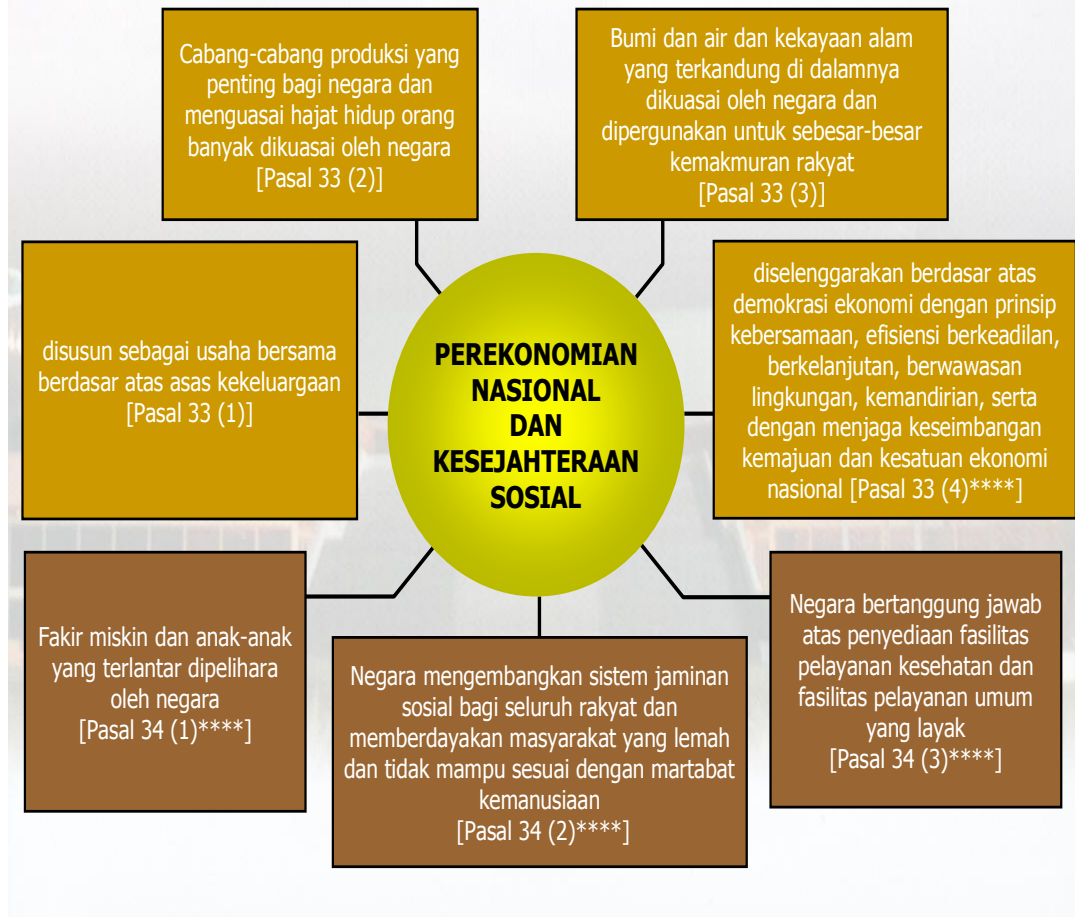 Cabang-cabang produksi yang
penting bagi negara dan
menguasai hajat hidup orang
banyak dikuasai oleh negara
[Pasal 33 (2)]
Bumi dan air dan kekayaan alam
yang terkandung di dalamnya
dikuasai oleh negara dan
dipergunakan untuk sebesar-besar
kemakmuran rakyat
[Pasal 33 (3)]
disusun sebagai usaha bersama
berdasar atas asas kekeluargaan
[Pasal 33 (1)]
PEREKONOMIAN
NASIONAL
DAN
KESEJAHTERAAN
SOSIAL
diselenggarakan berdasar atas
demokrasi ekonomi dengan prinsip
kebersamaan, efisiensi berkeadilan,
berkelanjutan, berwawasan
lingkungan, kemandirian, serta
dengan menjaga keseimbangan
kemajuan dan kesatuan ekonomi
nasional [Pasal 33 (4)****]
Fakir miskin dan anak-anak
yang terlantar dipelihara
oleh negara
[Pasal 34 (1)****]
Negara mengembangkan sistem jaminan
sosial bagi seluruh rakyat dan
memberdayakan masyarakat yang lemah
dan tidak mampu sesuai dengan martabat
kemanusiaan
[Pasal 34 (2)****]
Negara bertanggung jawab
atas penyediaan fasilitas
pelayanan kesehatan dan
fasilitas pelayanan umum
yang layak
[Pasal 34 (3)****]